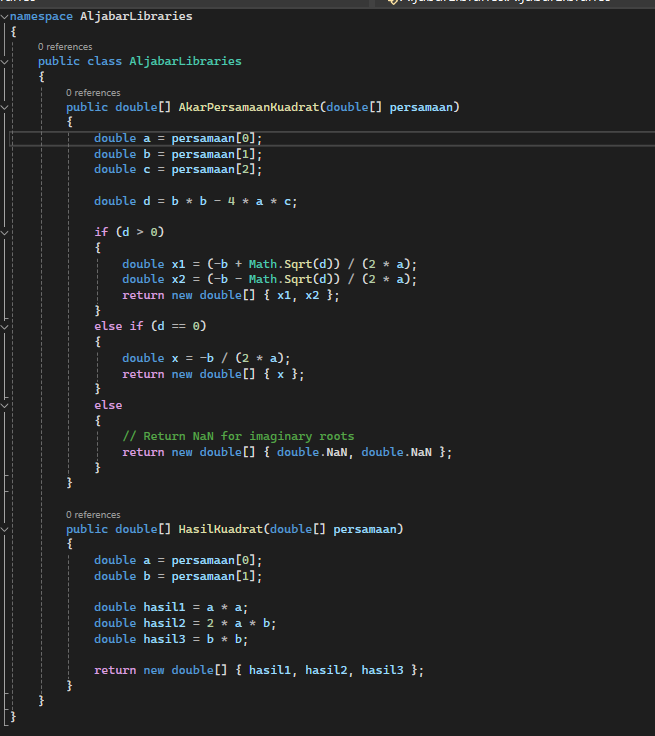 namespace AljabarLibraries
{
0 references
public class AljabarLibraries
{
0 references
public double[] AkarPersamaanKuadrat(double[] persamaan)
{
double a = persamaan[0];
double b = persamaan[1];
double c = persamaan[2];
double d = b * b - 4 * a * c;
if (d > 0)
{
double x1 = (-b + Math.Sqrt(d)) / (2 * a);
double x2 = (-b - Math.Sqrt(d)) / (2 * a);
return new double[] { x1, x2 };
}
else if (d == 0)
{
double x = -b / (2 * a);
return new double[] { x };
}
else
{
// Return NaN for imaginary roots
return new double[] { double.NaN, double.NaN };
}
}
0 references
public double[] HasilKuadrat(double[] persamaan)
{
double a = persamaan[0];
double b = persamaan[1];
double hasil1 = a * a;
double hasil2 = 2 * a * b;
double hasil3 = b * b;
return new double[] { hasil1, hasil2, hasil3 };
}
}
}